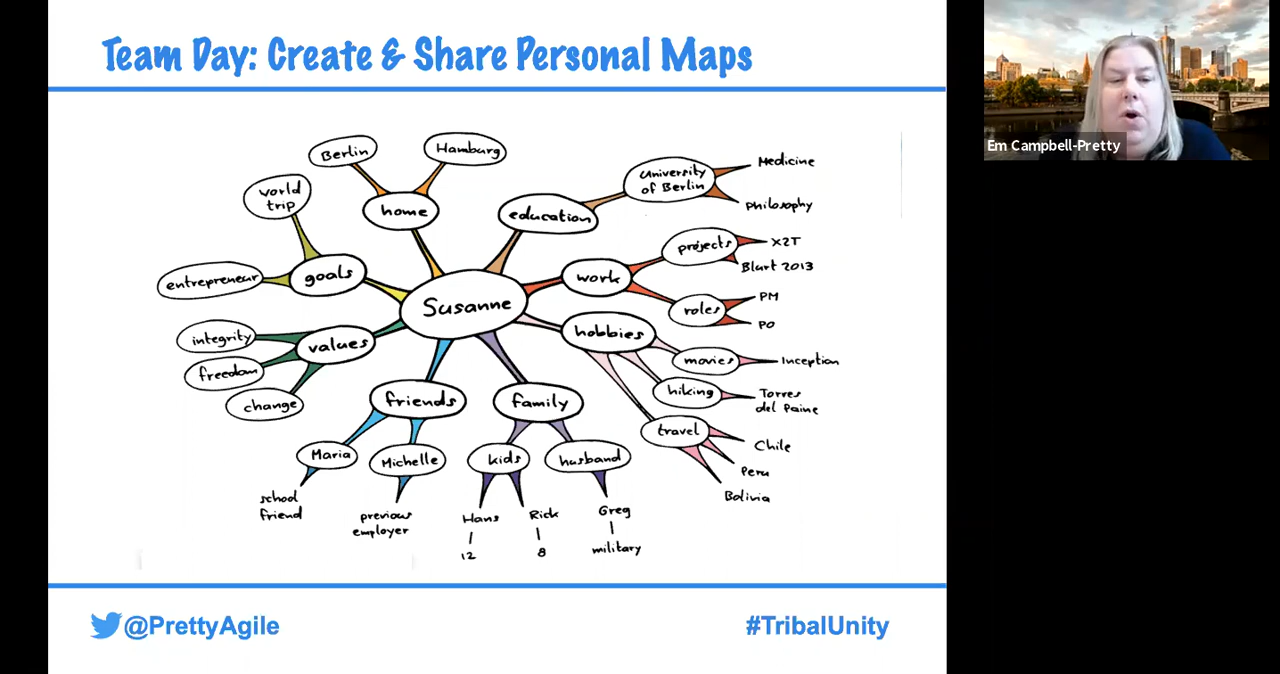 Team Day: Create & Share Personal Maps
Em Campbell-Pretty
Berlin
Hamburg
world
trip
home
education
University
of Berlin
Medicine
Philosophy
entrepreneur
goals
Susanne
work
projects
X2T
Blurt 2013
roles
PM
PO
integrity
freedom
change
values
hobbies
movies
Inception
hiking
Torres
del Paine
travel
Chile
Peru
Bolivia
friends
Maria
school
friend
Michelle
previous
employer
family
kids
Hans
12
Rick
8
husband
Greg
military
@PrettyAgile
#TribalUnity